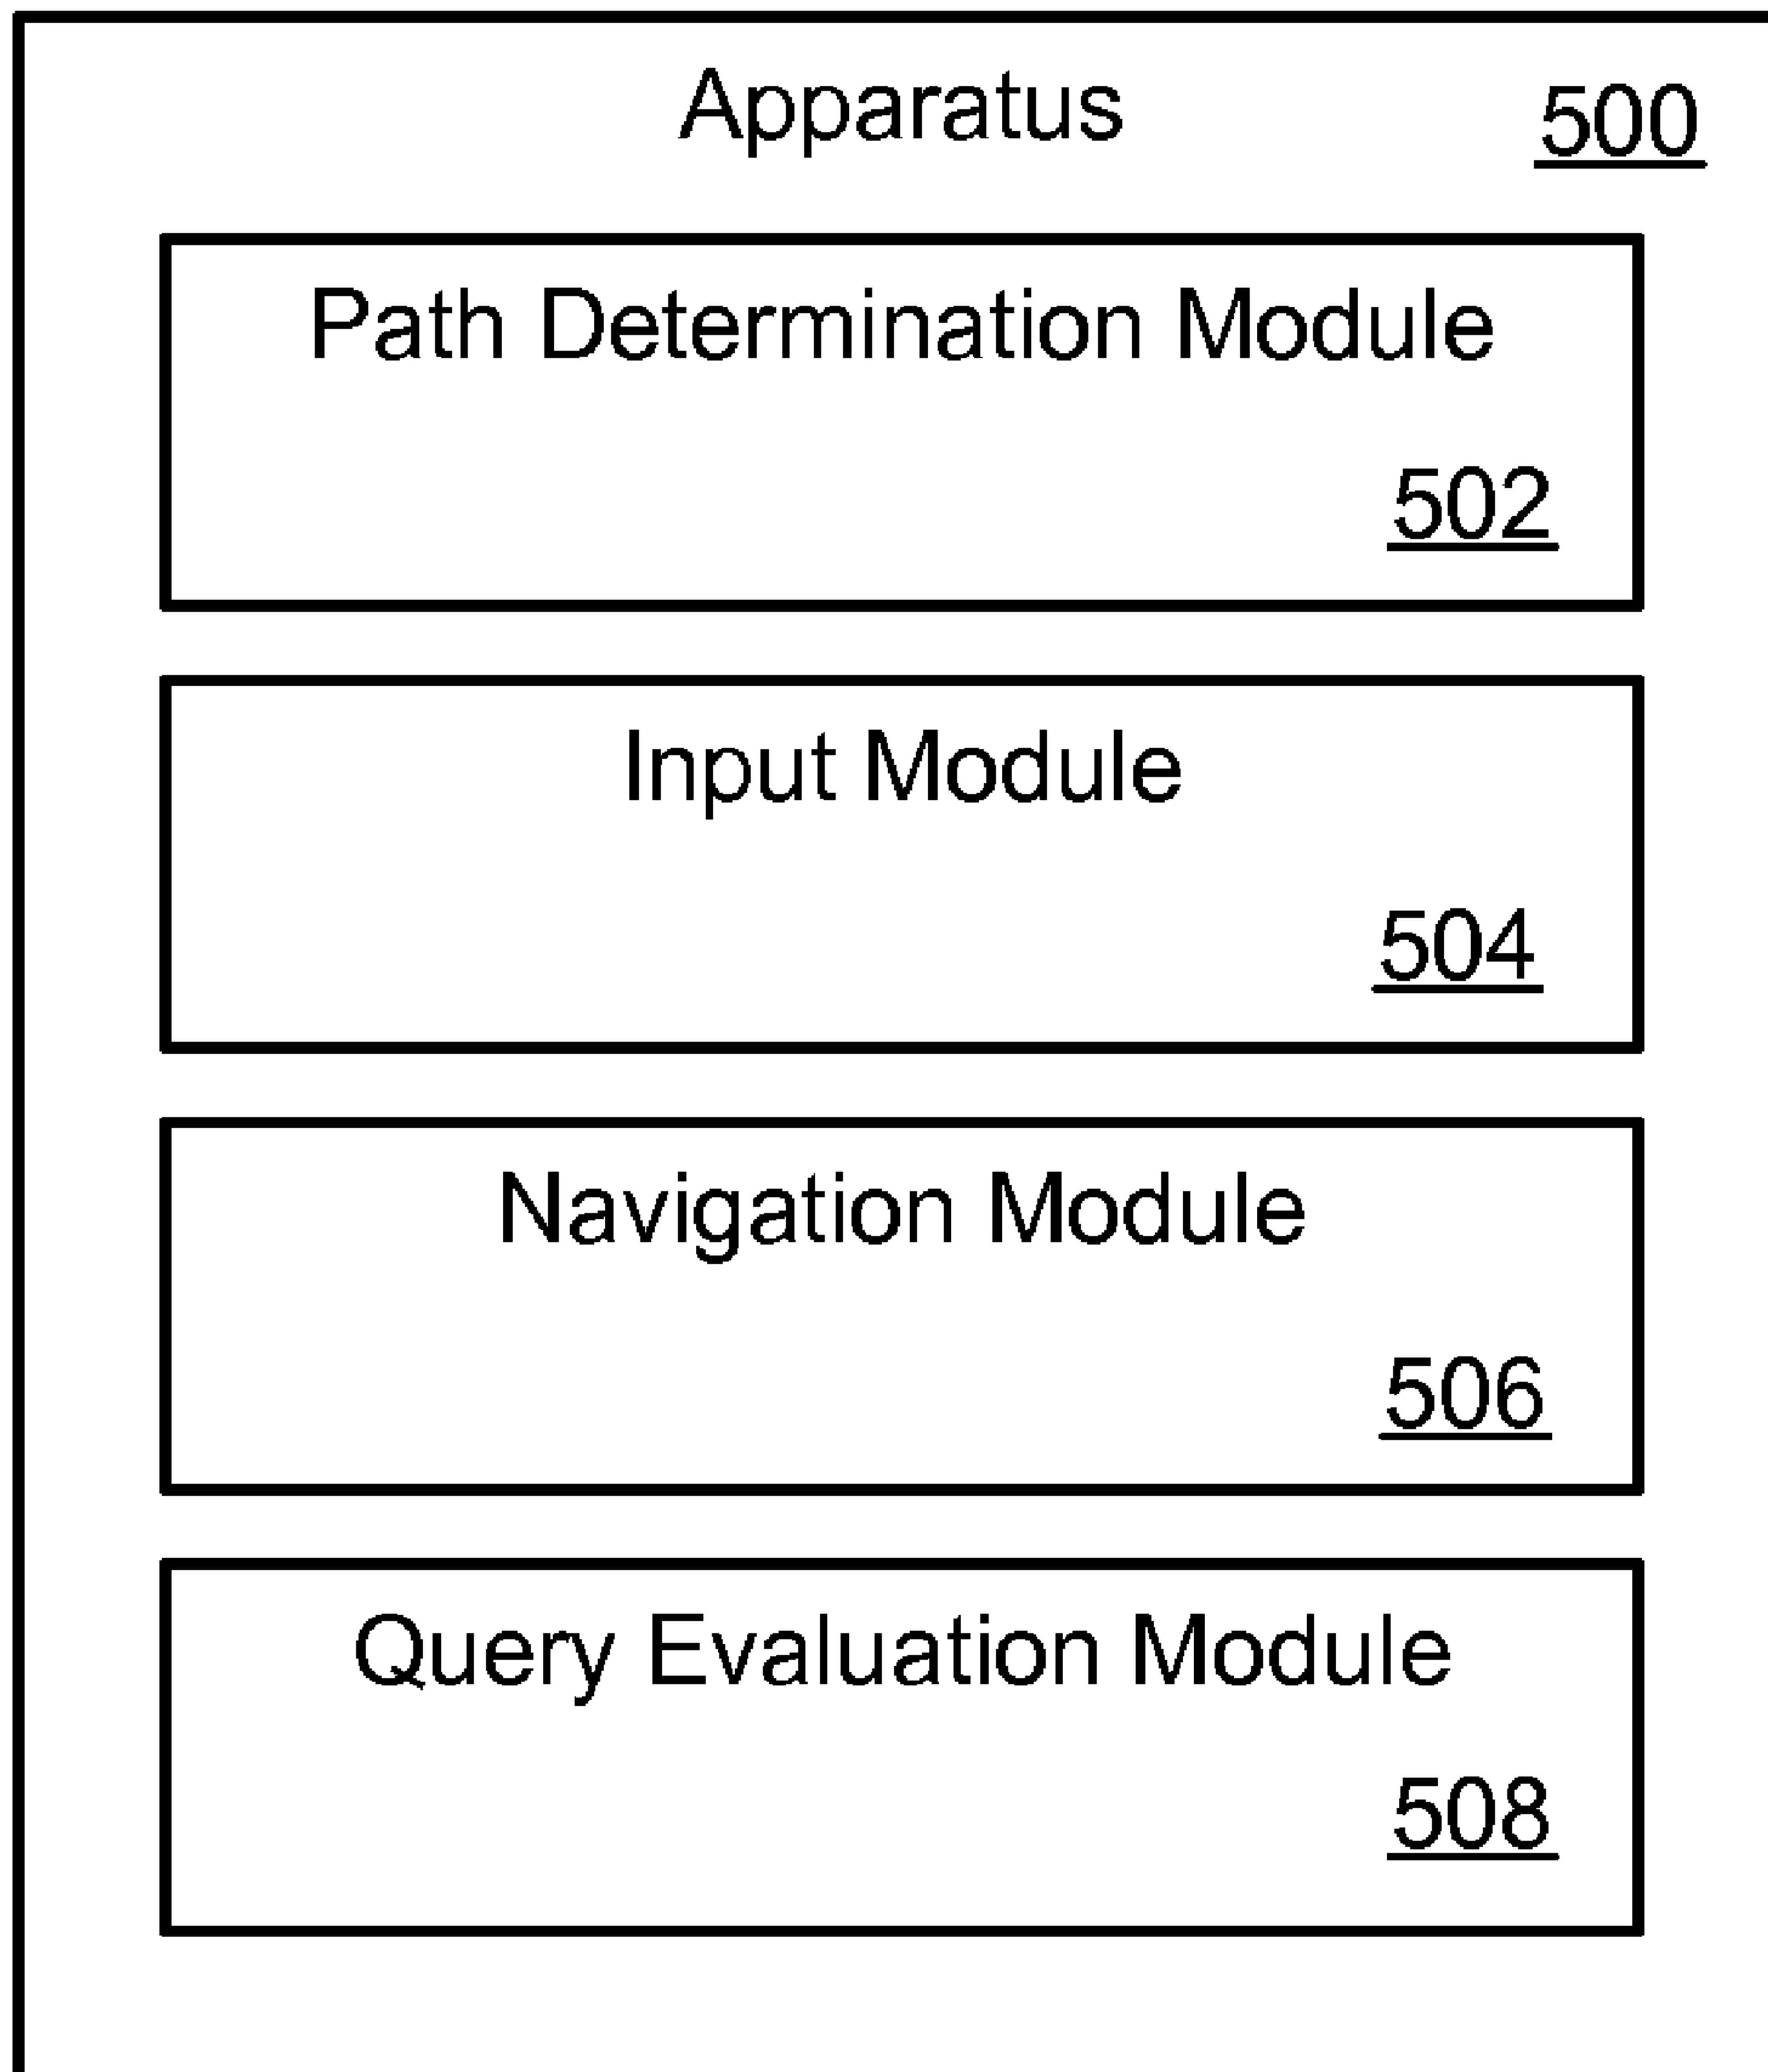 Apparatus 500
Path Determination Module
502
Input Module
504
Navigation Module
506
Query Evaluation Module
508